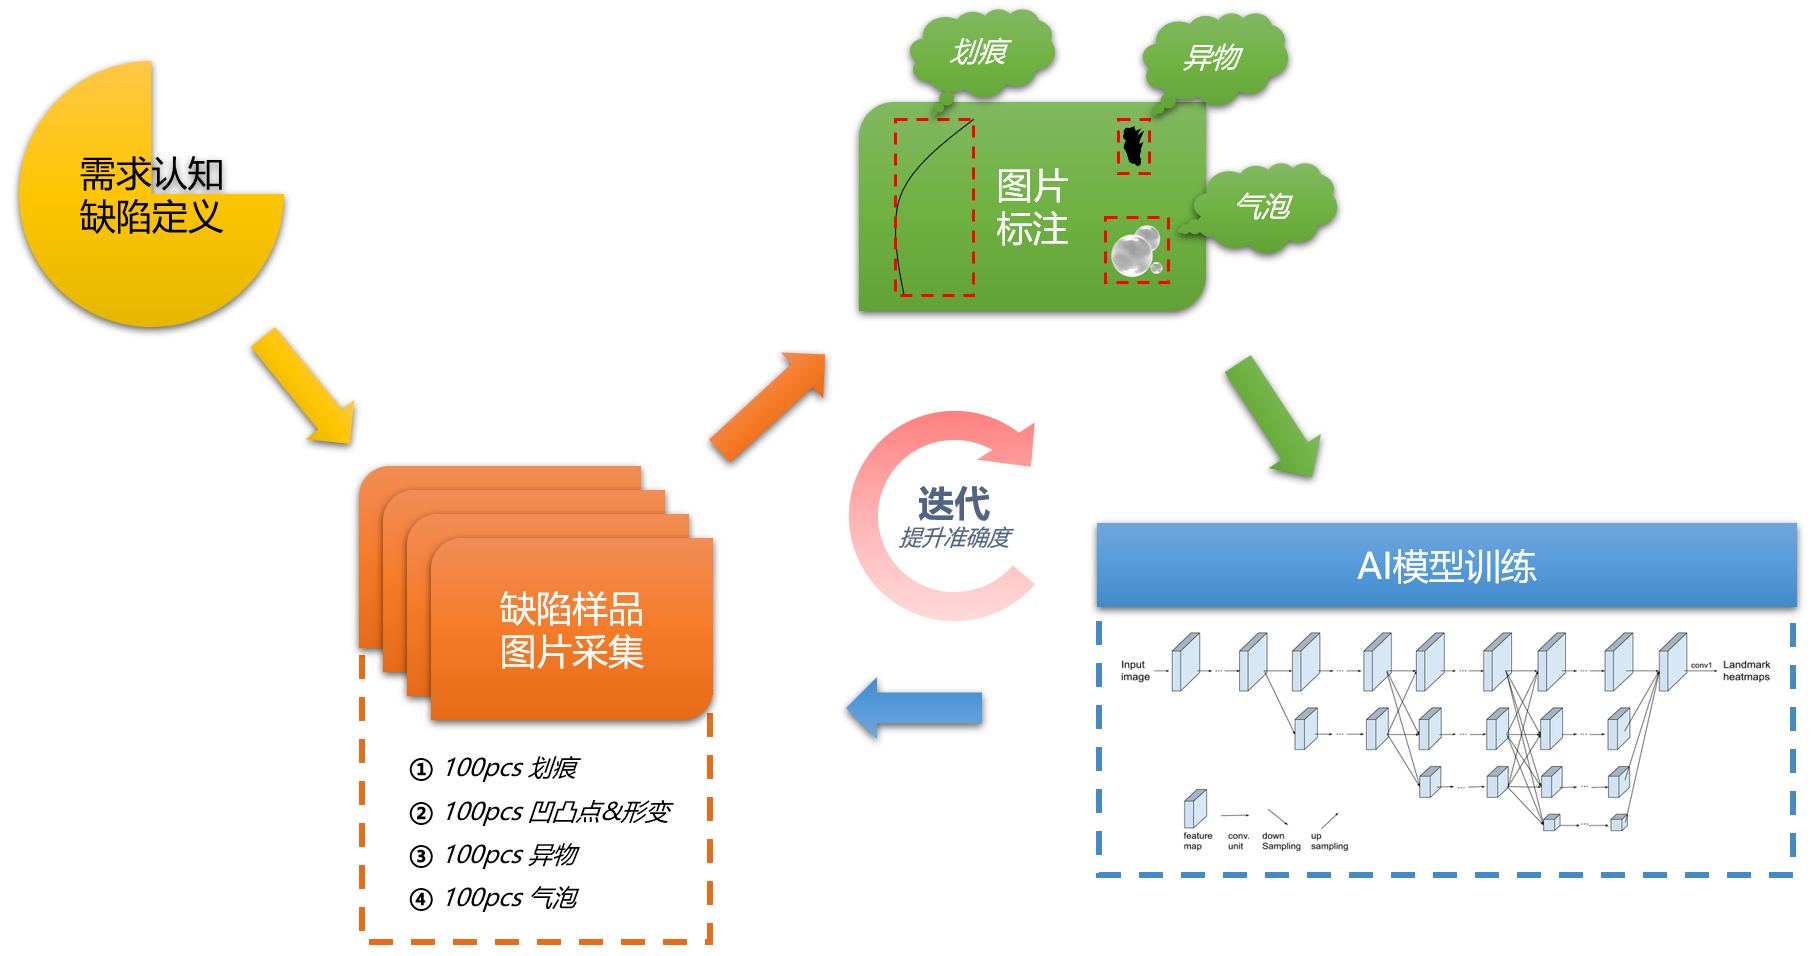 需求认知
缺陷定义
划痕
异物
气泡
图片
标注
迭代
提升准确度
缺陷样品
图片采集
① 100pcs 划痕
② 100pcs 凹凸点&形变
③ 100pcs 异物
④ 100pcs 气泡
AI模型训练
Input
image
conv1
Landmark
heatmaps
feature
map
conv.
unit
down
Sampling
up
sampling